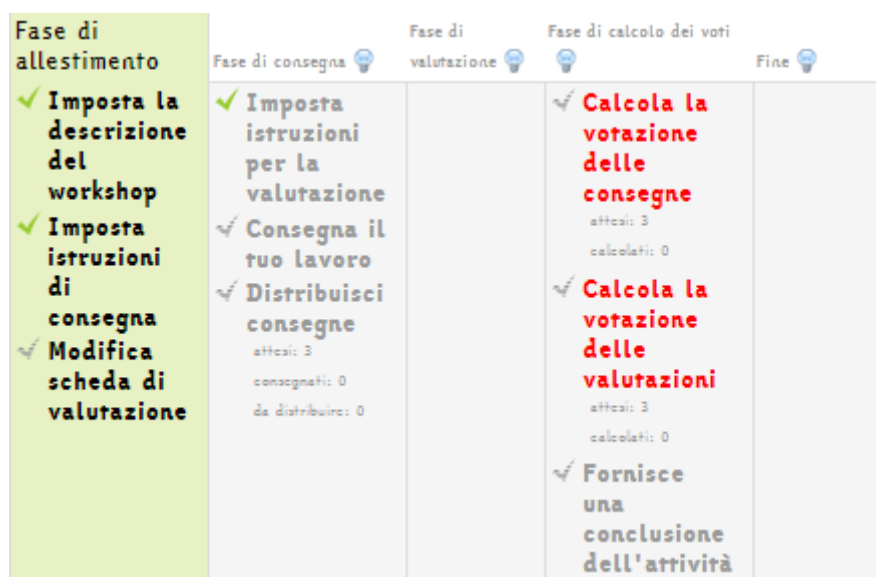 Fase di
allestimento
Imposta la
descrizione
del
workshop
Imposta
istruzioni
di
consegna
Modifica
scheda di
valutazione
Fase di consegna
Imposta
istruzioni
per la
valutazione
Consegna il
tuo lavoro
Distribuisci
consegne
attesi: 3
consegnati: 0
da distribuire: 0
Fase di
valutazione
Fase di calcolo dei voti
Calcola la
votazione
delle
consegne
attesi: 3
calcolati: 0
Calcola la
votazione
delle
valutazioni
attesi: 3
calcolati: 0
Fornisce
una
conclusione
dell'attività
Fine